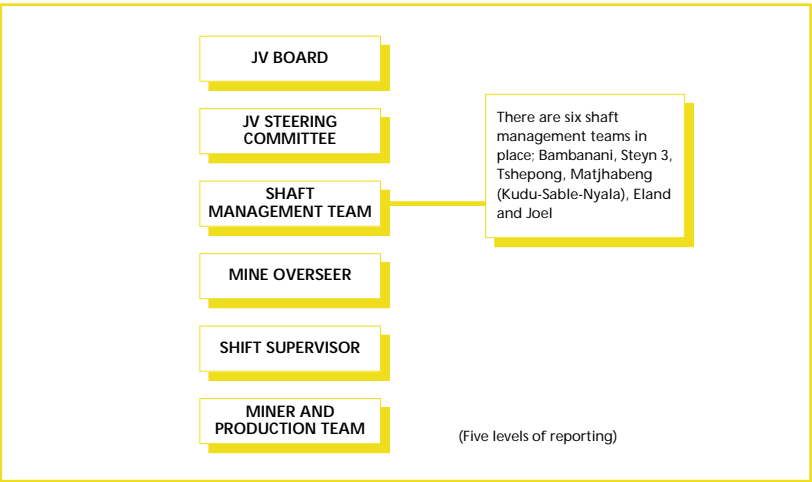 JV BOARD
JV STEERING
COMMITTEE
SHAFT
MANAGEMENT TEAM
There are six shaft
management teams in
place; Bambanani, Steyn 3,
Tshepong, Matjhabeng
(Kudu-Sable-Nyala), Eland
and Joel
MINE OVERSEER
SHIFT SUPERVISOR
MINER AND
PRODUCTION TEAM
(Five levels of reporting)